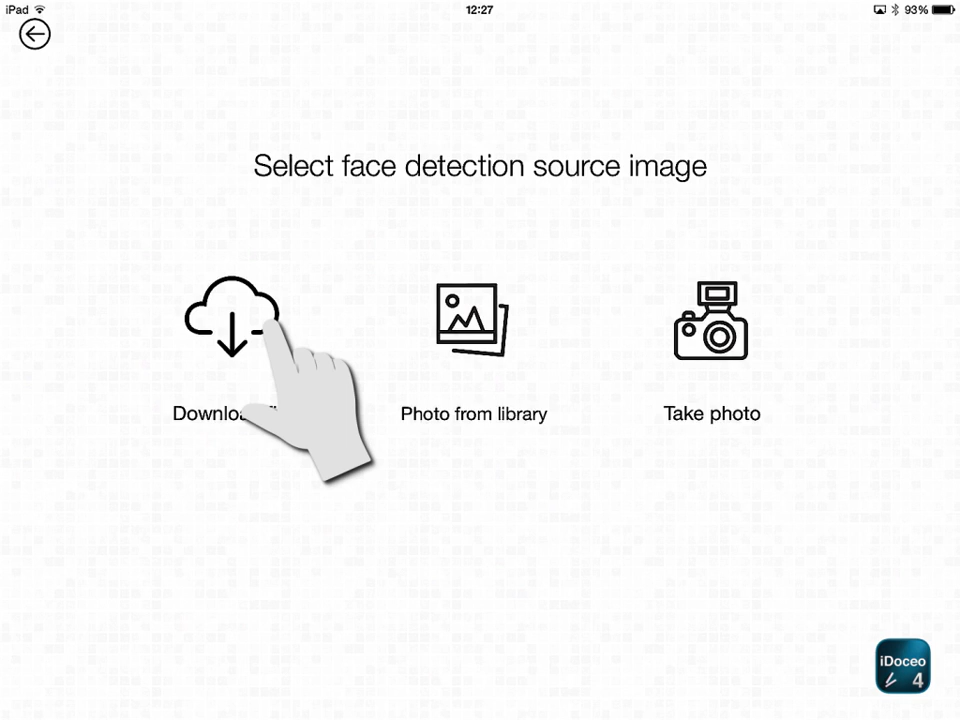 iPad 12:27 93%
Select face detection source image
Photo from library Take photo
iDoceo
4